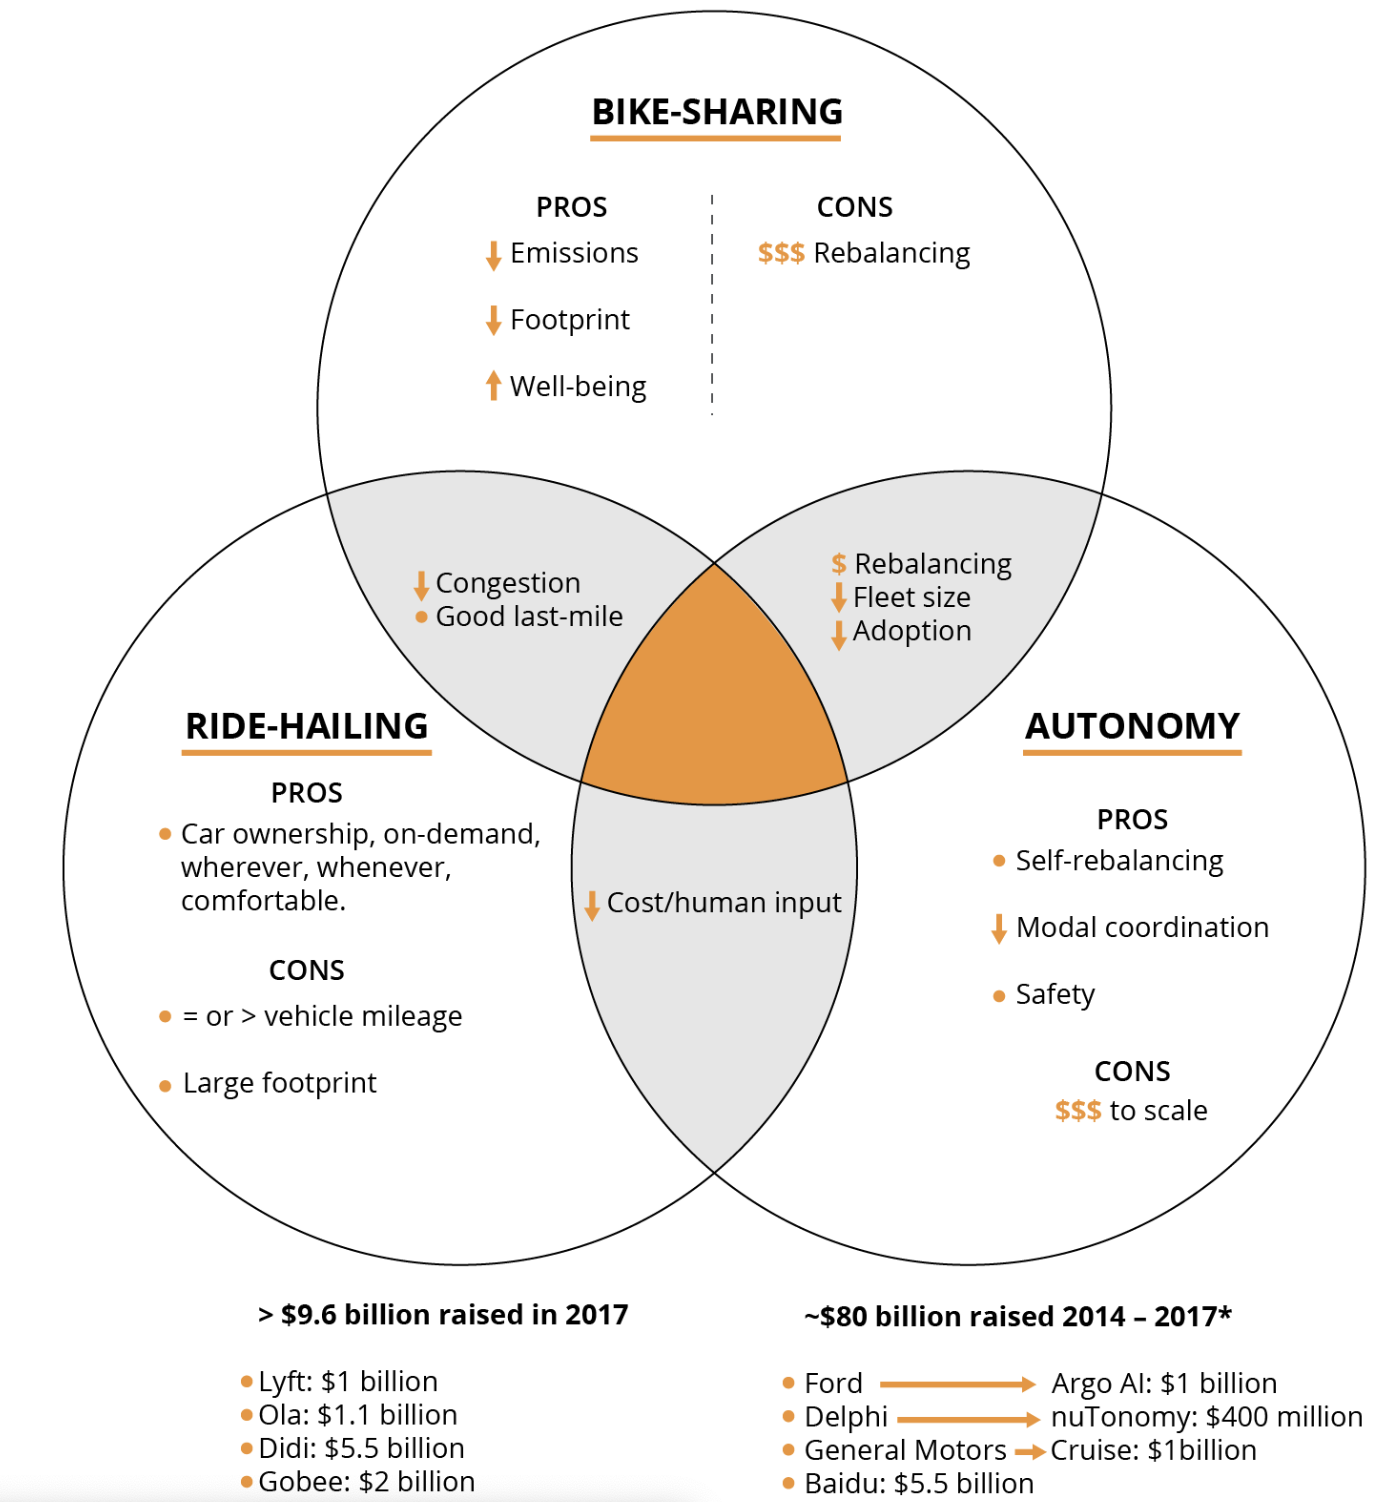 BIKE-SHARING
PROS
↓ Emissions
↓ Footprint
↑ Well-being
CONS
$$$ Rebalancing
↓ Congestion
• Good last-mile
$ Rebalancing
↓ Fleet size
↓ Adoption
RIDE-HAILING
PROS
• Car ownership, on-demand,
wherever, whenever,
comfortable.
CONS
• = or > vehicle mileage
• Large footprint
↓ Cost/human input
AUTONOMY
PROS
• Self-rebalancing
↓ Modal coordination
• Safety
CONS
$$$ to scale
> $9.6 billion raised in 2017
• Lyft: $1 billion
• Ola: $1.1 billion
• Didi: $5.5 billion
• Gobee: $2 billion
~$80 billion raised 2014 – 2017*
• Ford → Argo AI: $1 billion
• Delphi → nuTonomy: $400 million
• General Motors → Cruise: $1billion
• Baidu: $5.5 billion